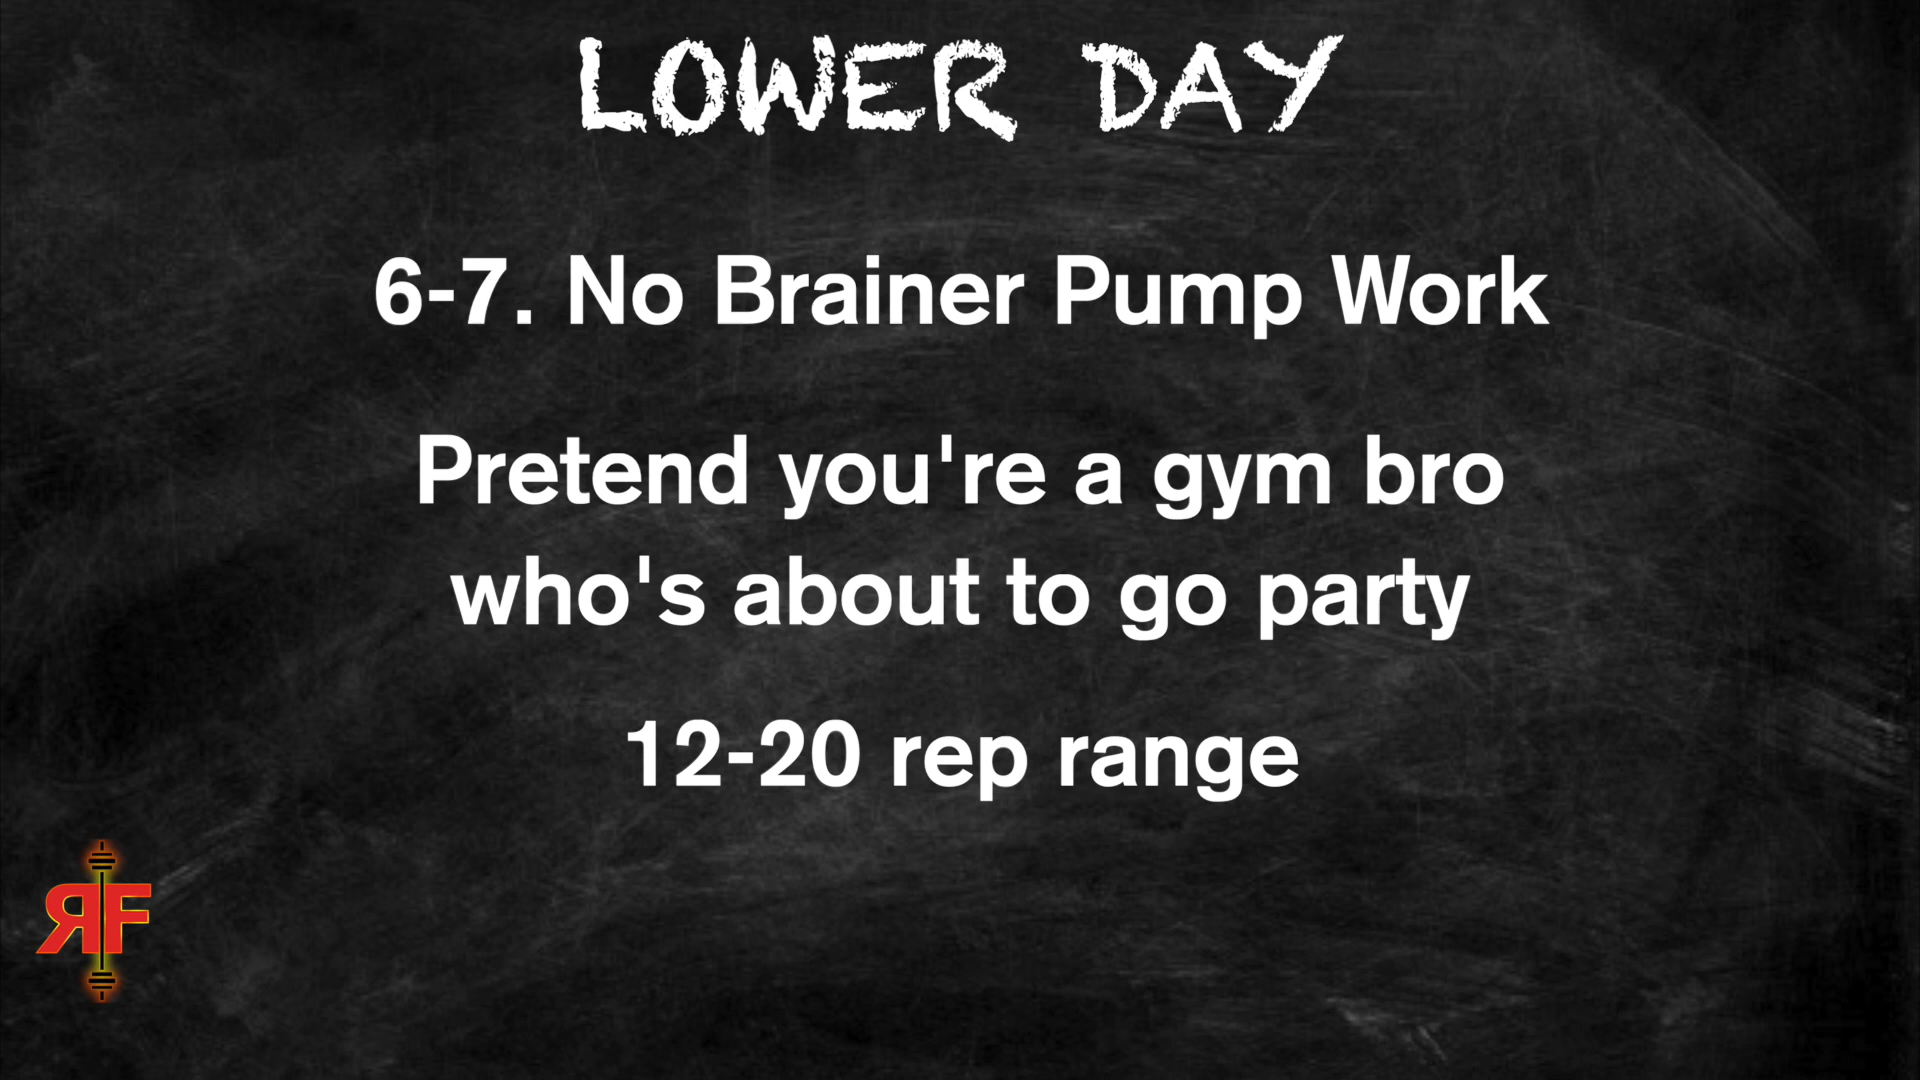 LOWER DAY
6-7. No Brainer Pump Work
Pretend you're a gym bro
who's about to go party
12-20 rep range
ЯF